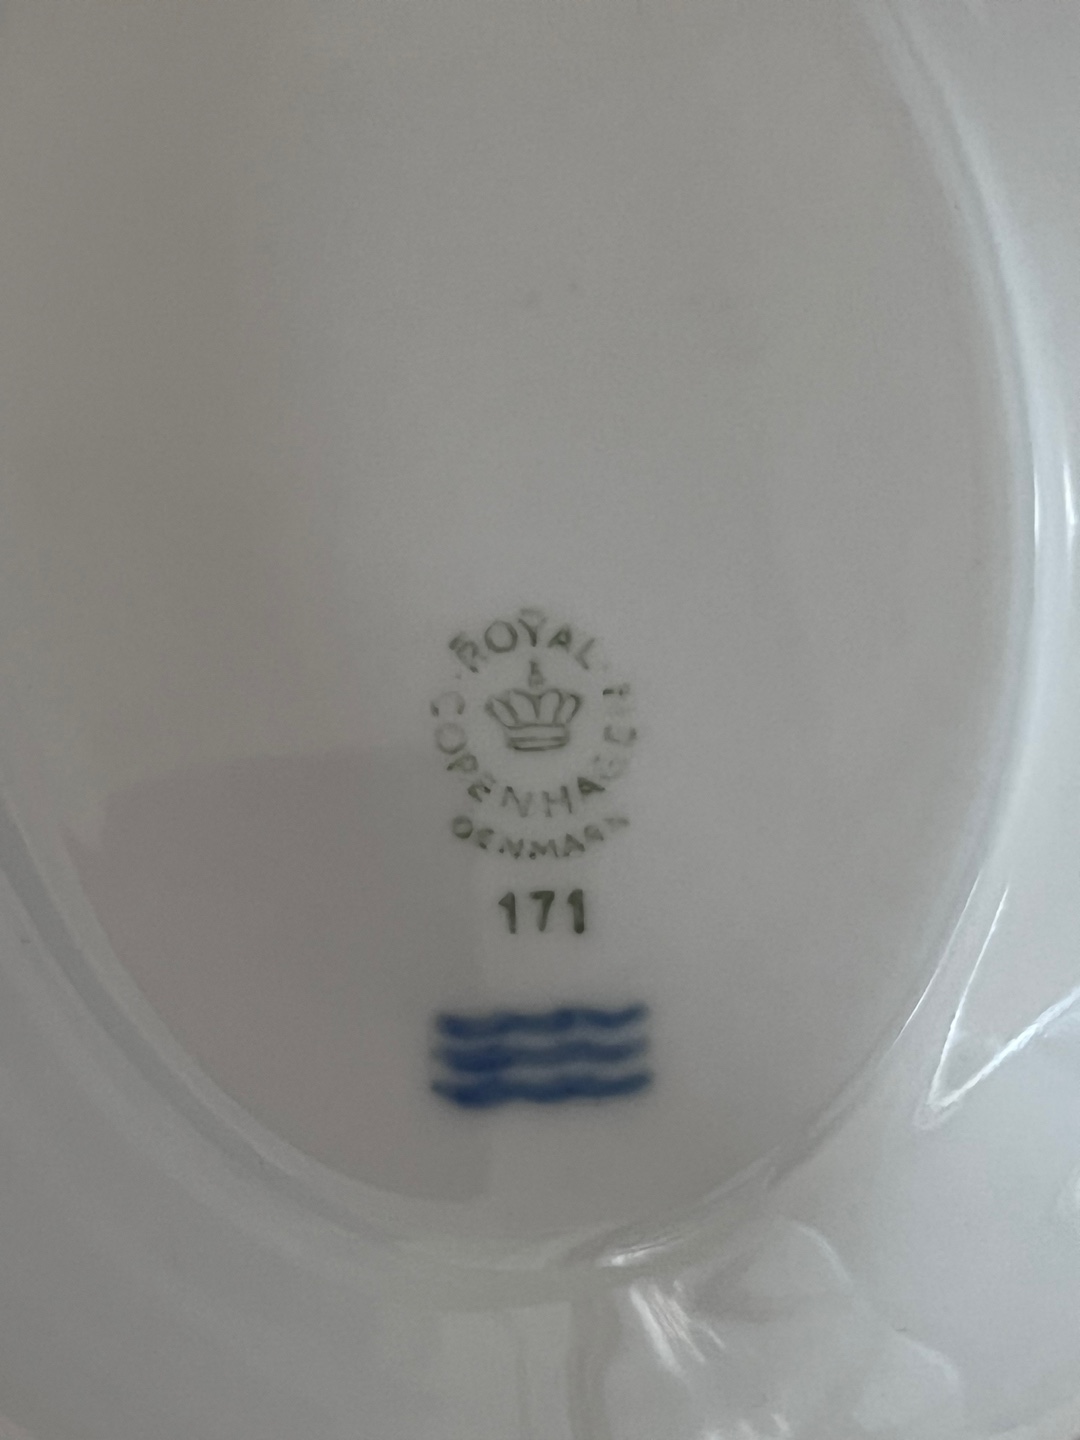 ROYAL
COPENHAGEN
DENMARK
171